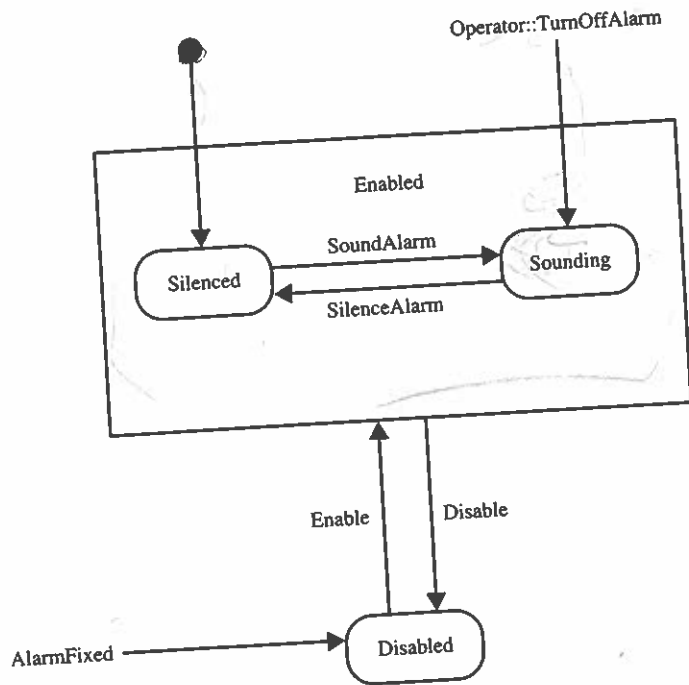 Operator::TurnOffAlarm
Enabled
SoundAlarm
Silenced
Sounding
SilenceAlarm
Enable
Disable
AlarmFixed
Disabled